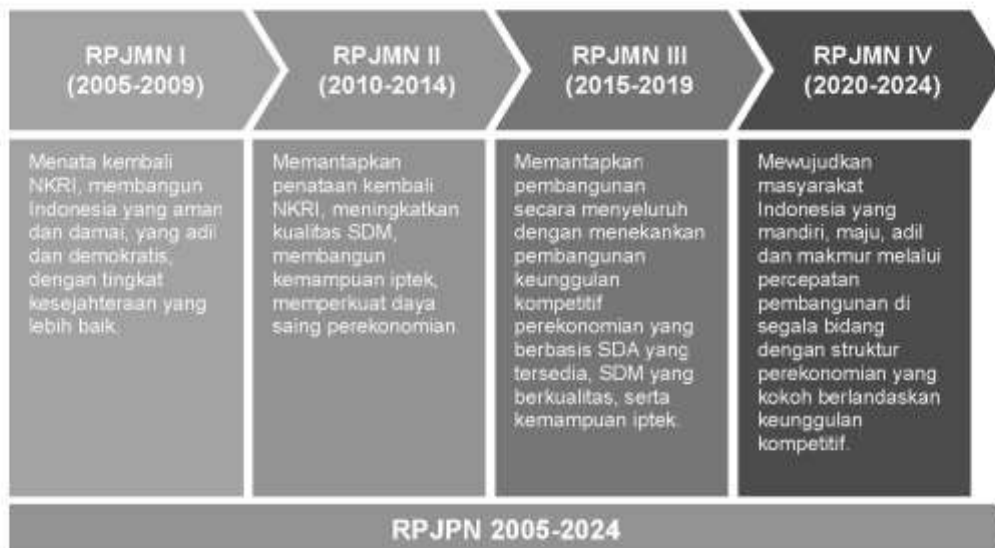 RPJMN I
(2005-2009)
Menata kembali
NKRI, membangun
Indonesia yang aman
dan damai, yang adil
dan demokratis,
dengan tingkat
kesejahteraan yang
lebih baik.
RPJMN II
(2010-2014)
Memantapkan
penataan kembali
NKRI, meningkatkan
kualitas SDM,
membangun
kemampuan iptek,
memperkuat daya
saing perekonomian
RPJMN III
(2015-2019
Memantapkan
pembangunan
secara menyeluruh
dengan menekankan
pembangunan
keunggulan
kompetitif
perekonomian yang
berbasis SDA yang
tersedia, SDM yang
berkualitas, serta
kemampuan iptek.
RPJMN IV
(2020-2024)
Mewujudkan
masyarakat
Indonesia yang
mandiri, maju, adil
dan makmur melalui
percepatan
pembangunan di
segala bidang
dengan struktur
perekonomian yang
kokoh berlandaskan
keunggulan
kompetitif.
RPJPN 2005-2024